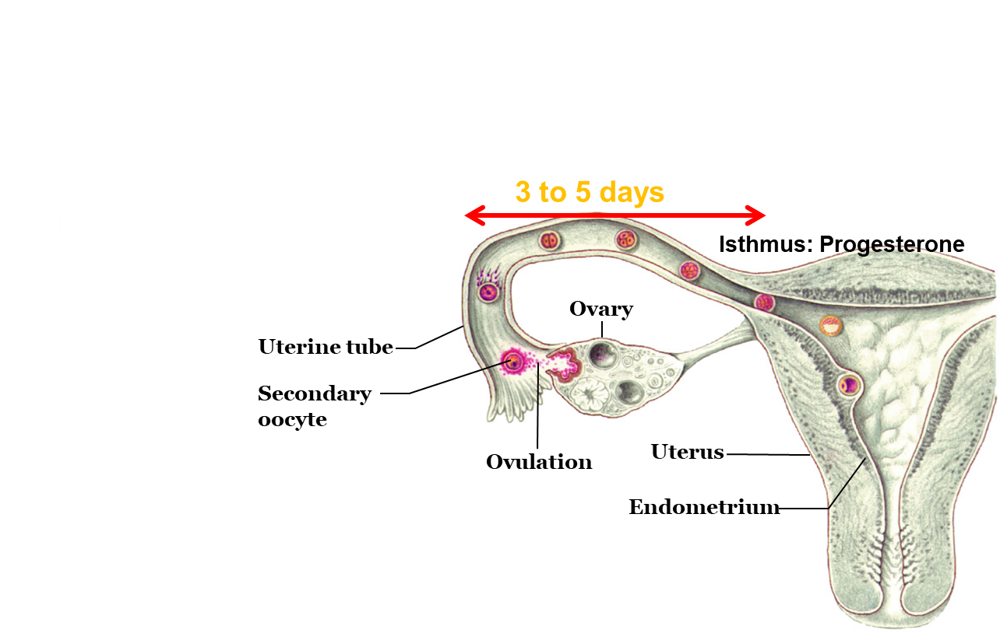 3 to 5 days
Isthmus: Progesterone
Ovary
Uterine tube
Secondary
oocyte
Ovulation
Uterus
Endometrium